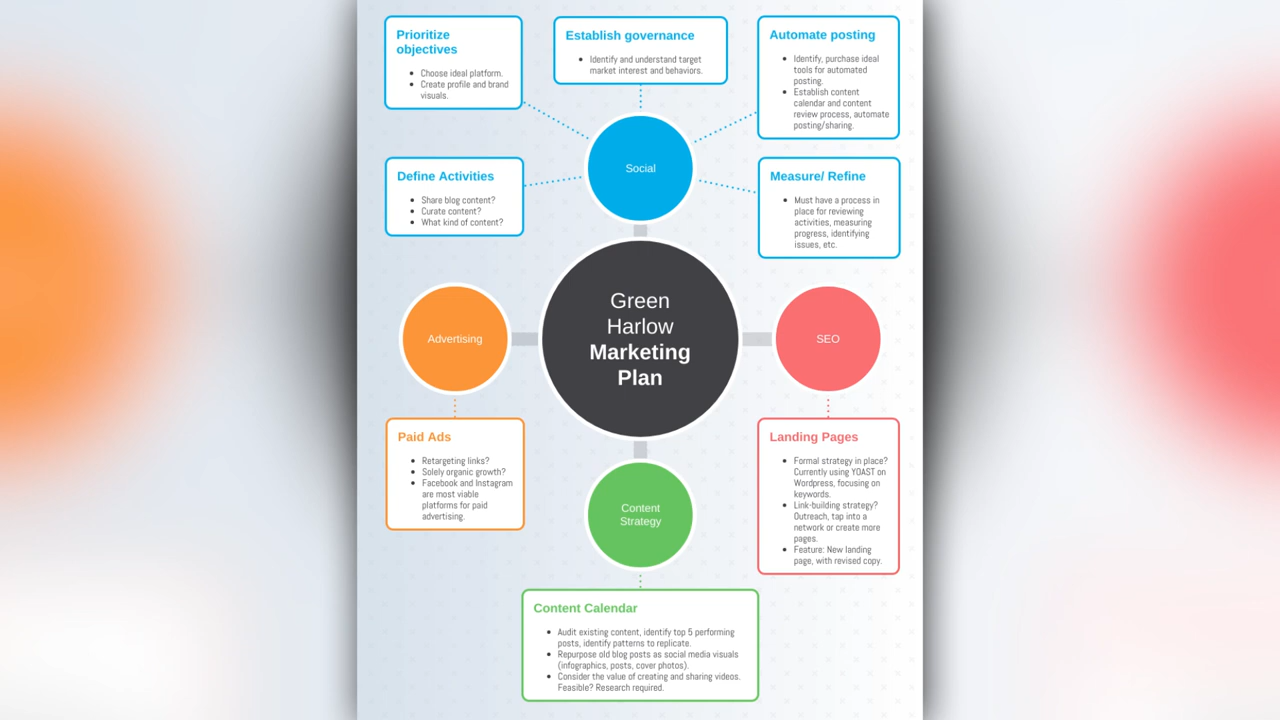 Prioritize
objectives
• Choose ideal platform.
• Create profile and brand
visuals.
Establish governance
• Identify and understand target
market interest and behaviors.
Automate posting
• Identify, purchase ideal
tools for automated
posting.
• Establish content
calendar and content
review process, automate
posting/sharing.
Social
Define Activities
• Share blog content?
• Curate content?
• What kind of content?
Measure/ Refine
• Must have a process in
place for reviewing
activities, measuring
progress, identifying
issues, etc.
Advertising
Green
Harlow
Marketing
Plan
SEO
Paid Ads
• Retargeting links?
• Solely organic growth?
• Facebook and Instagram
are most viable
platforms for paid
advertising.
Content
Strategy
Landing Pages
• Formal strategy in place?
Currently using YOAST on
Wordpress, focusing on
keywords.
• Link-building strategy?
Outreach, tap into a
network or create more
pages.
• Feature: New landing
page, with revised copy.
Content Calendar
• Audit existing content, identify top 5 performing
posts, identify patterns to replicate.
• Repurpose old blog posts as social media visuals
(infographics, posts, cover photos).
• Consider the value of creating and sharing videos.
Feasible? Research required.